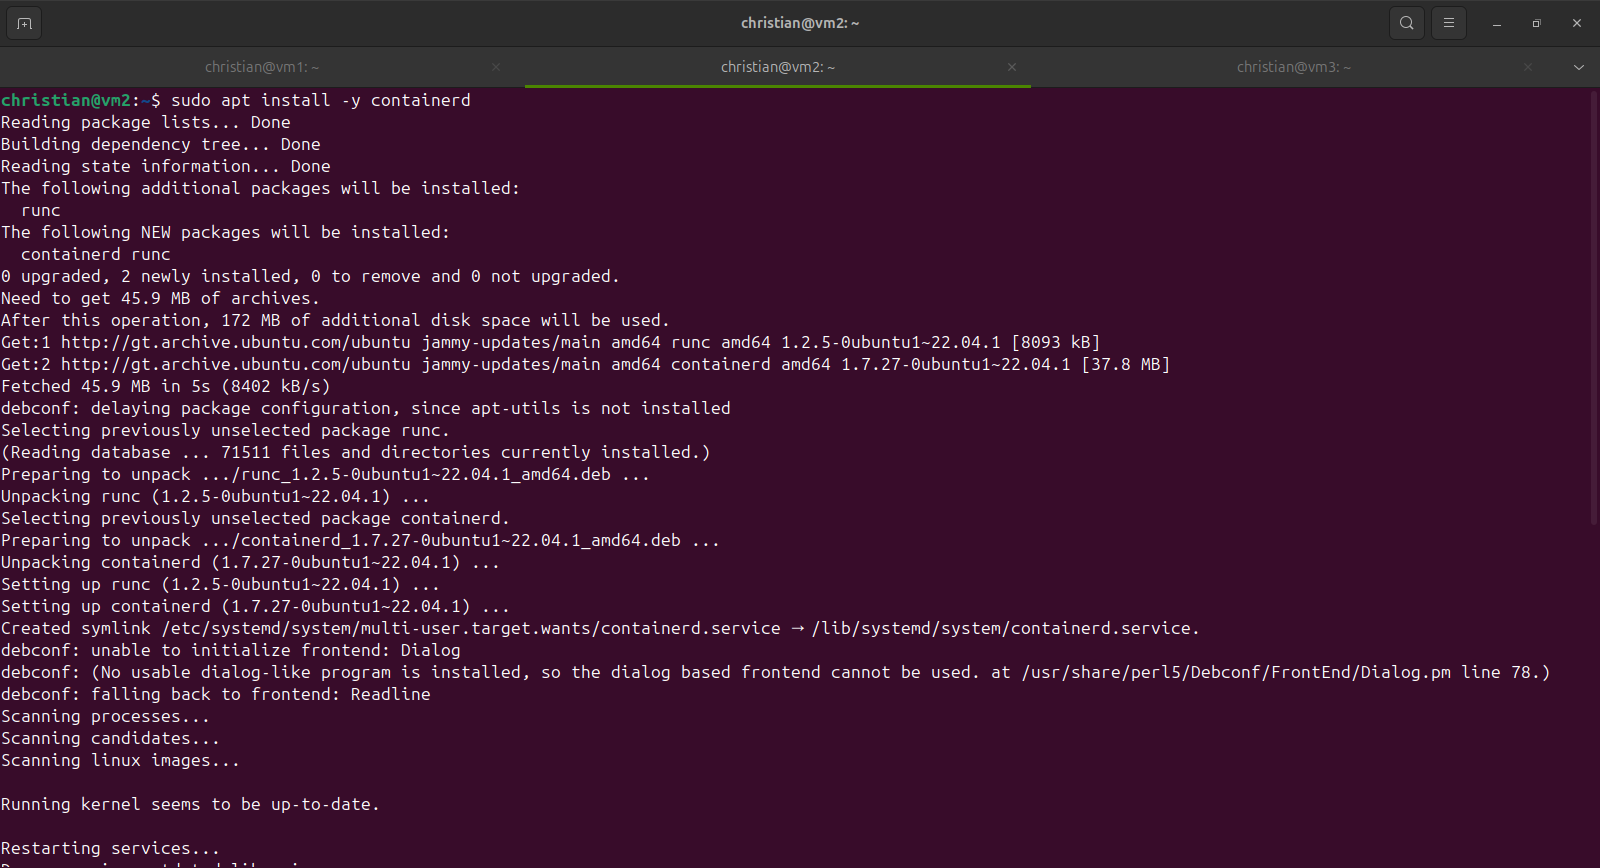 christian@vm2: ~
christian@vm1: ~
christian@vm2: ~
christian@vm3: ~
christian@vm2:~$ sudo apt install -y containerd
Reading package lists... Done
Building dependency tree... Done
Reading state information... Done
The following additional packages will be installed:
  runc
The following NEW packages will be installed:
  containerd runc
0 upgraded, 2 newly installed, 0 to remove and 0 not upgraded.
Need to get 45.9 MB of archives.
After this operation, 172 MB of additional disk space will be used.
Get:1 http://gt.archive.ubuntu.com/ubuntu jammy-updates/main amd64 runc amd64 1.2.5-0ubuntu1~22.04.1 [8093 kB]
Get:2 http://gt.archive.ubuntu.com/ubuntu jammy-updates/main amd64 containerd amd64 1.7.27-0ubuntu1~22.04.1 [37.8 MB]
Fetched 45.9 MB in 5s (8402 kB/s)
debconf: delaying package configuration, since apt-utils is not installed
Selecting previously unselected package runc.
(Reading database ... 71511 files and directories currently installed.)
Preparing to unpack .../runc_1.2.5-0ubuntu1~22.04.1_amd64.deb ...
Unpacking runc (1.2.5-0ubuntu1~22.04.1) ...
Selecting previously unselected package containerd.
Preparing to unpack .../containerd_1.7.27-0ubuntu1~22.04.1_amd64.deb ...
Unpacking containerd (1.7.27-0ubuntu1~22.04.1) ...
Setting up runc (1.2.5-0ubuntu1~22.04.1) ...
Setting up containerd (1.7.27-0ubuntu1~22.04.1) ...
Created symlink /etc/systemd/system/multi-user.target.wants/containerd.service → /lib/systemd/system/containerd.service.
debconf: unable to initialize frontend: Dialog
debconf: (No usable dialog-like program is installed, so the dialog based frontend cannot be used. at /usr/share/perl5/Debconf/FrontEnd/Dialog.pm line 78.)
debconf: falling back to frontend: Readline
Scanning processes...
Scanning candidates...
Scanning linux images...
Running kernel seems to be up-to-date.
Restarting services...